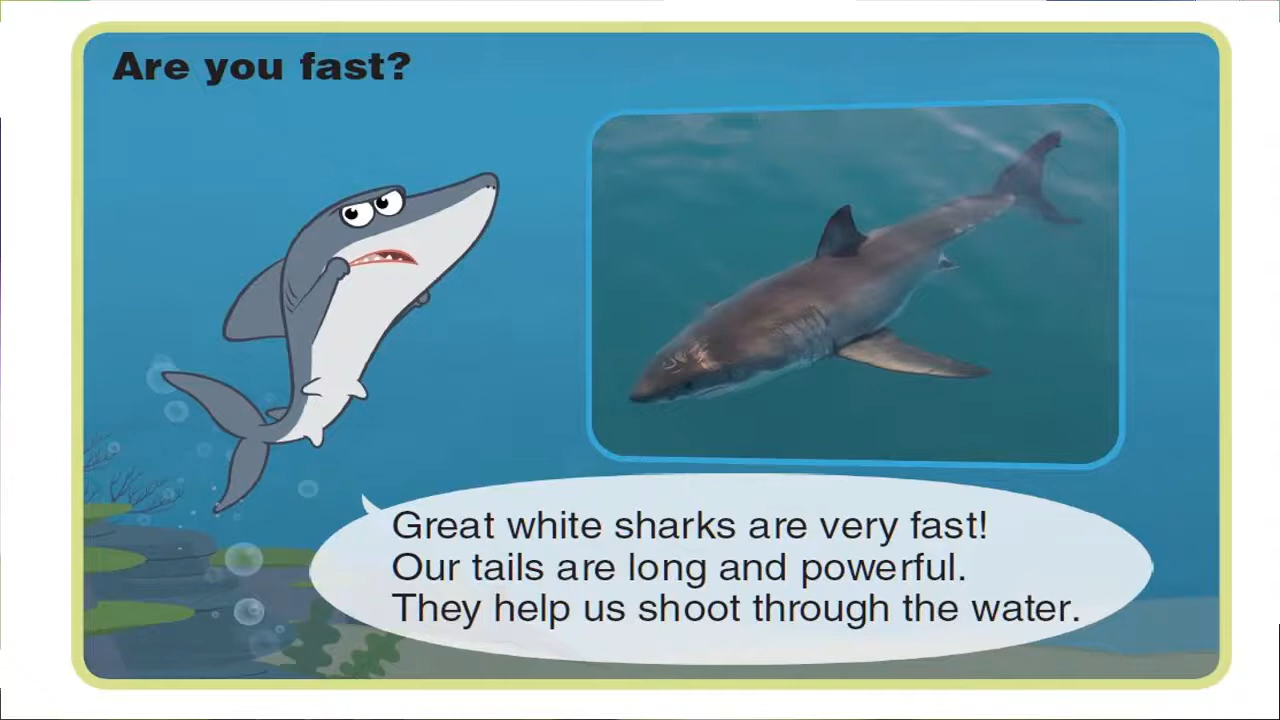 Are you fast?
Great white sharks are very fast!
Our tails are long and powerful.
They help us shoot through the water.